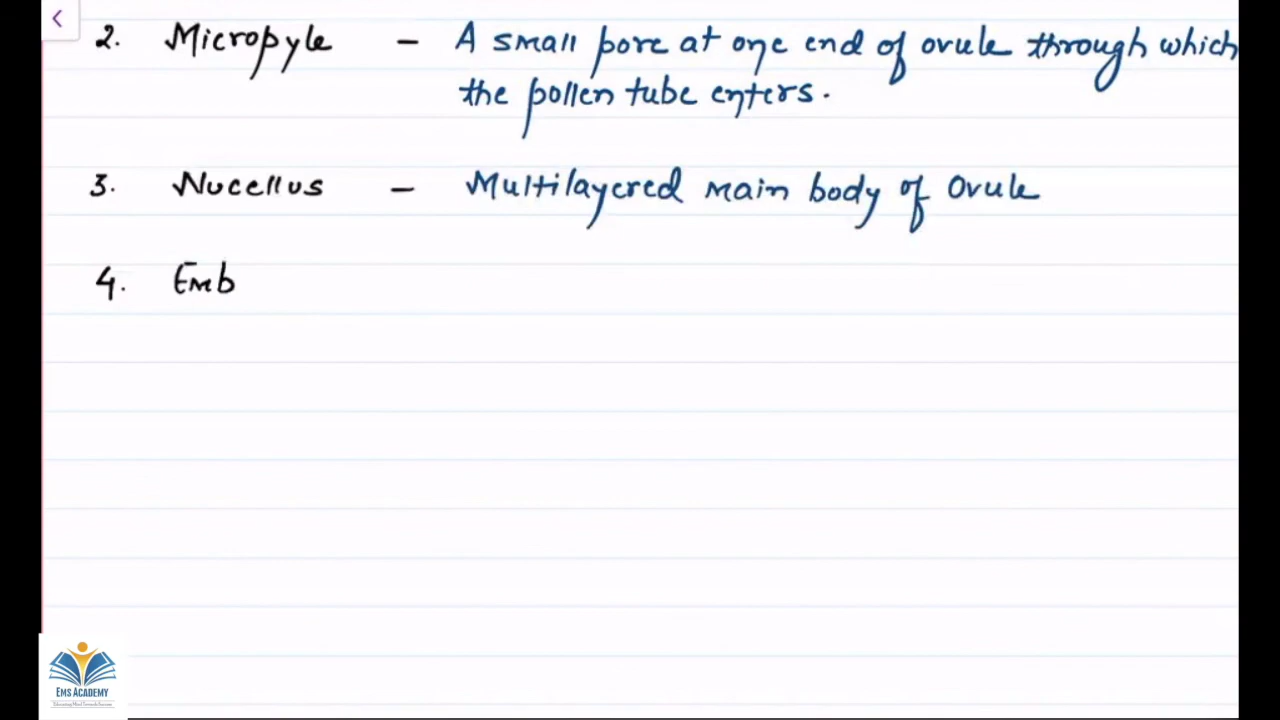 2. Micropyle - A small pore at one end of ovule through which
the pollen tube enters.
3. Nucellus - Multilayered main body of Ovule
4. Emb
EMS ACADEMY